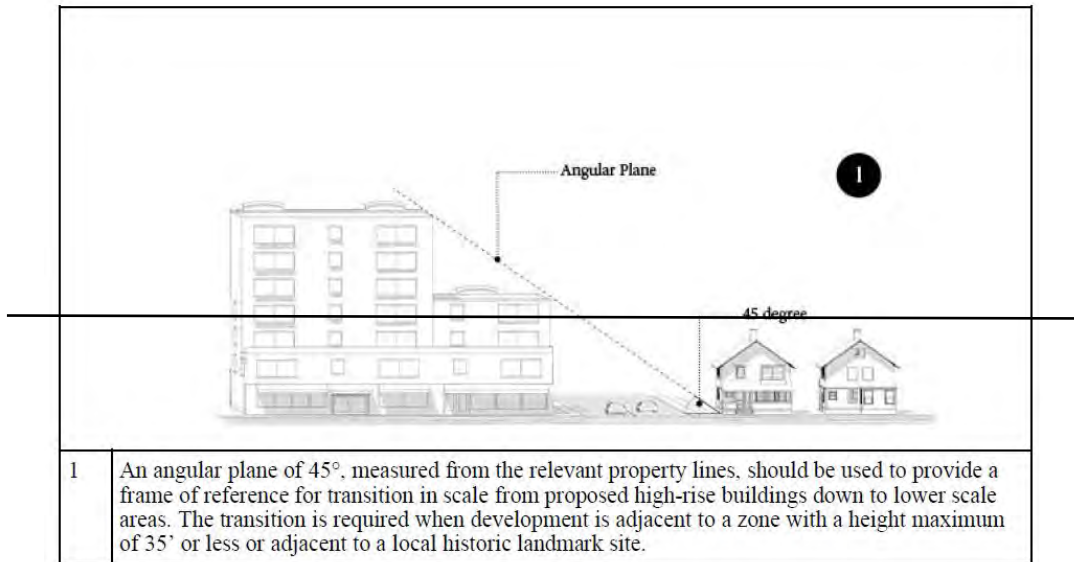 Angular Plane
1
45 degree
1
An angular plane of 45°, measured from the relevant property lines, should be used to provide a
frame of reference for transition in scale from proposed high-rise buildings down to lower scale
areas. The transition is required when development is adjacent to a zone with a height maximum
of 35’ or less or adjacent to a local historic landmark site.